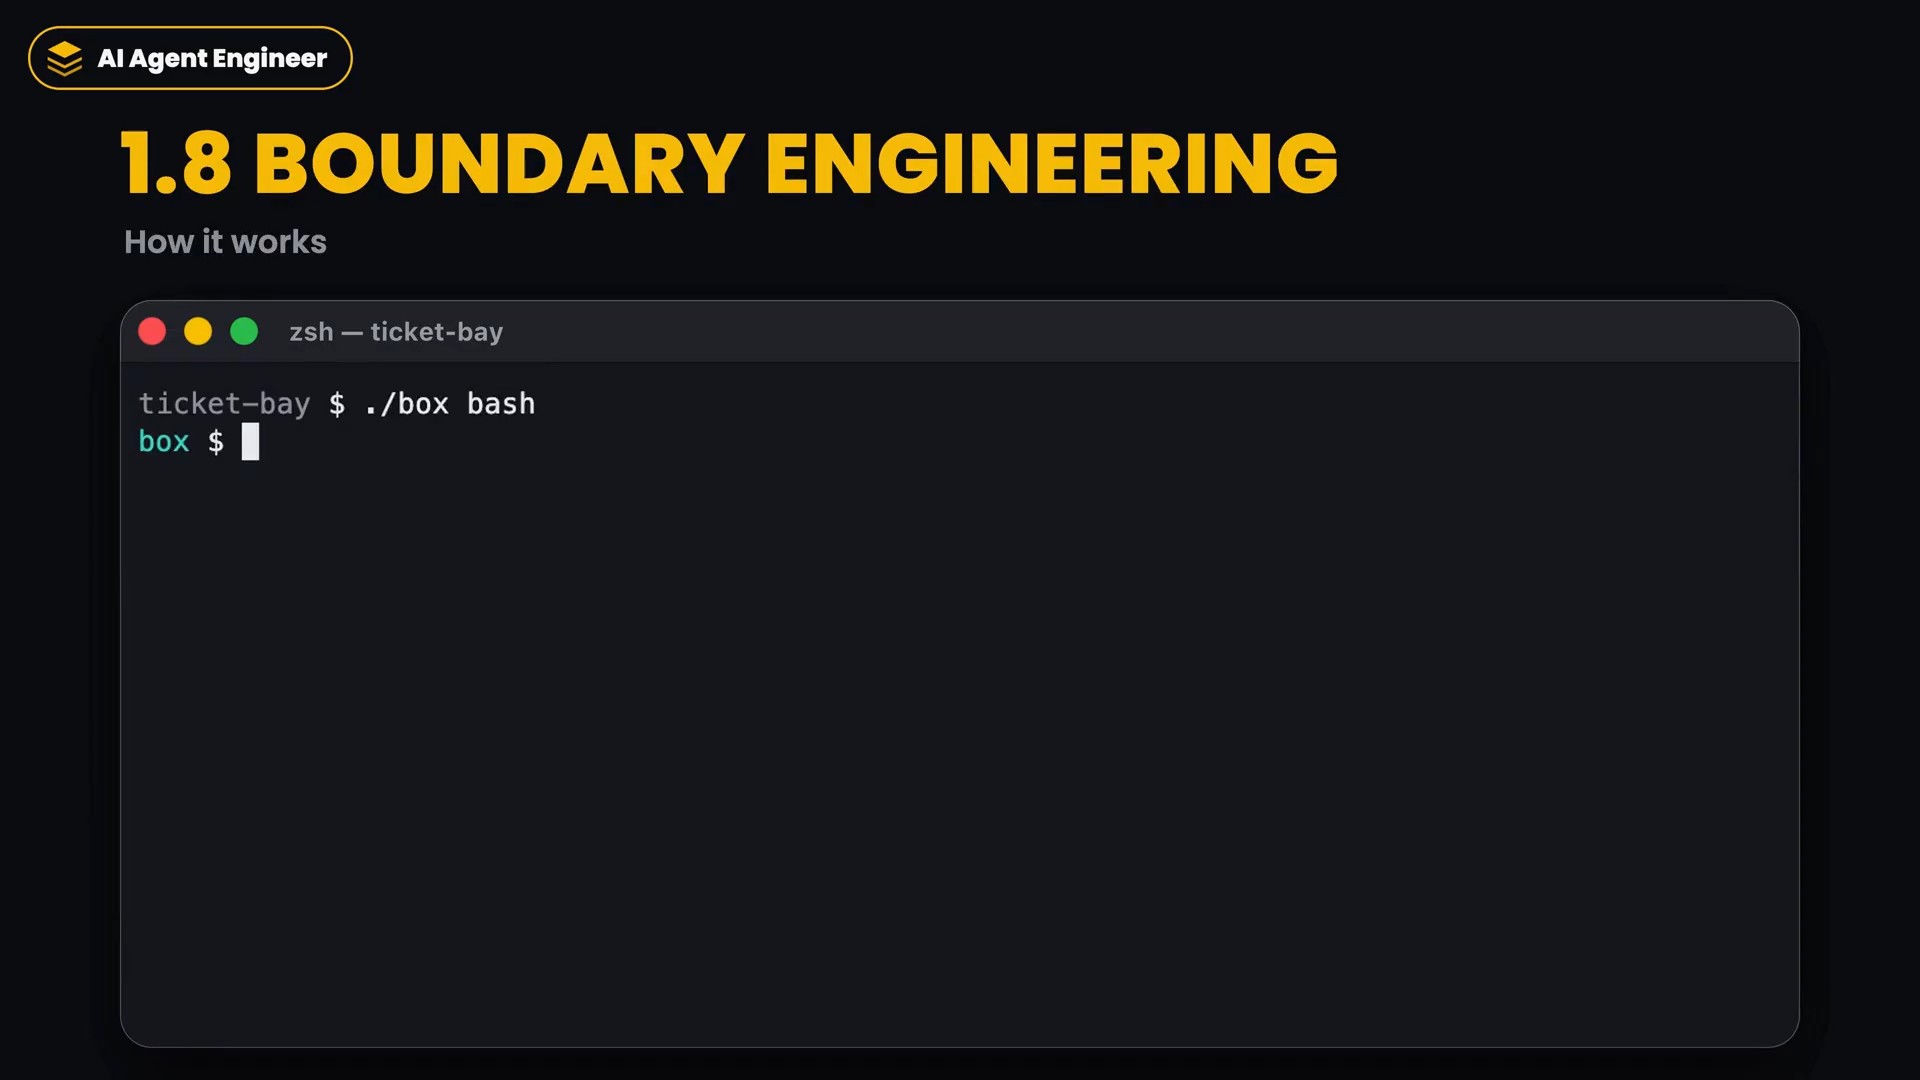 AI Agent Engineer
1.8 BOUNDARY ENGINEERING
How it works
zsh — ticket-bay
ticket-bay $ ./box bash
box $